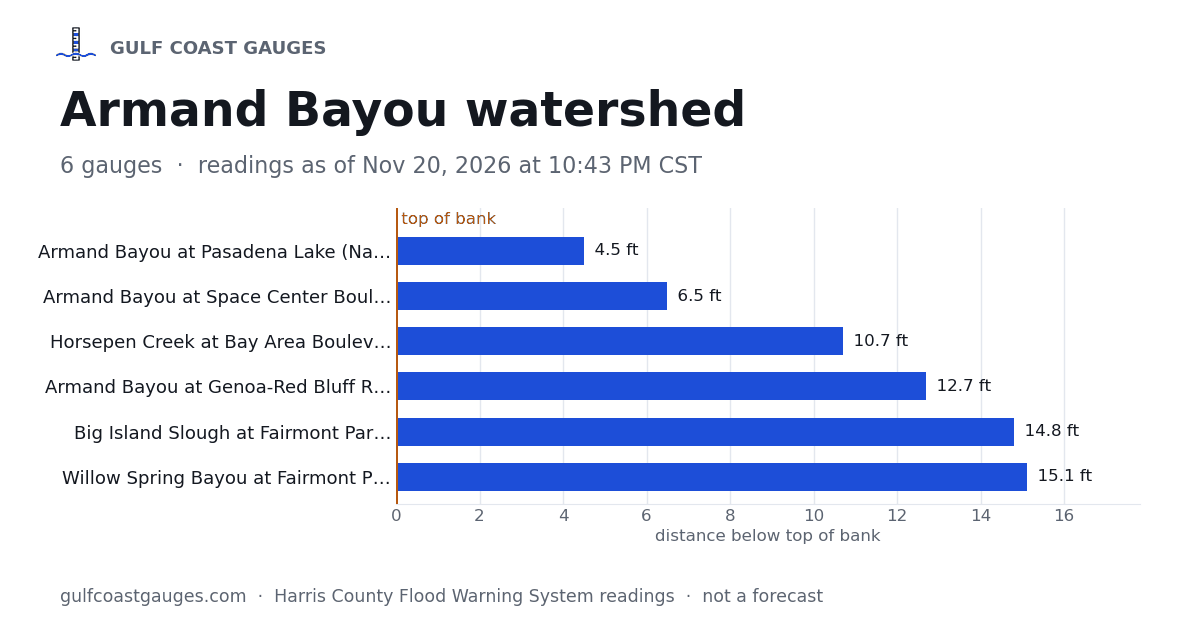 GULF COAST GAUGES
Armand Bayou watershed
6 gauges · readings as of Nov 20, 2026 at 10:43 PM CST
top of bank
Armand Bayou at Pasadena Lake (Na… 4.5 ft
Armand Bayou at Space Center Boul… 6.5 ft
Horsepen Creek at Bay Area Boulev… 10.7 ft
Armand Bayou at Genoa-Red Bluff R… 12.7 ft
Big Island Slough at Fairmont Par… 14.8 ft
Willow Spring Bayou at Fairmont P… 15.1 ft
0 2 4 6 8 10 12 14 16
distance below top of bank
gulfcoastgauges.com · Harris County Flood Warning System readings · not a forecast